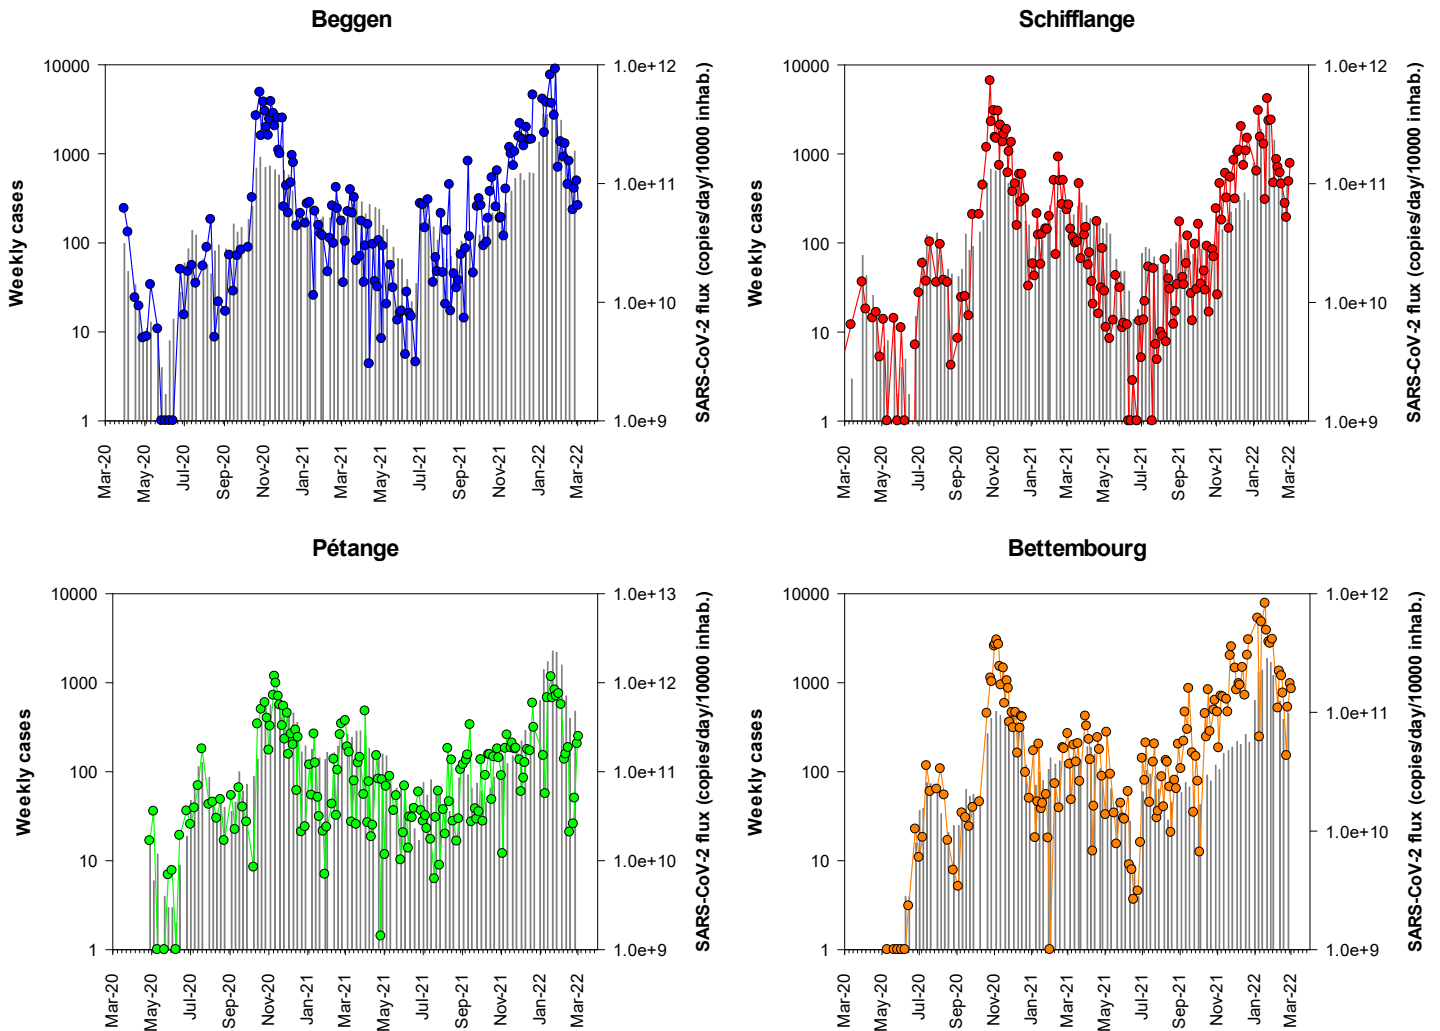 Beggen
10000
1000
100
10
1
Weekly cases
1.0e+12
1.0e+11
1.0e+10
1.0e+9
SARS-CoV-2 flux (copies/day/10000 inhab.)
Mar-20
May-20
Jul-20
Sep-20
Nov-20
Jan-21
Mar-21
May-21
Jul-21
Sep-21
Nov-21
Jan-22
Mar-22
Schifflange
10000
1000
100
10
1
Weekly cases
1.0e+12
1.0e+11
1.0e+10
1.0e+9
SARS-CoV-2 flux (copies/day/10000 inhab.)
Mar-20
May-20
Jul-20
Sep-20
Nov-20
Jan-21
Mar-21
May-21
Jul-21
Sep-21
Nov-21
Jan-22
Mar-22
Pétange
10000
1000
100
10
1
Weekly cases
1.0e+13
1.0e+12
1.0e+11
1.0e+10
1.0e+9
SARS-CoV-2 flux (copies/day/10000 inhab.)
Mar-20
May-20
Jul-20
Sep-20
Nov-20
Jan-21
Mar-21
May-21
Jul-21
Sep-21
Nov-21
Jan-22
Mar-22
Bettembourg
10000
1000
100
10
1
Weekly cases
1.0e+12
1.0e+11
1.0e+10
1.0e+9
SARS-CoV-2 flux (copies/day/10000 inhab.)
Mar-20
May-20
Jul-20
Sep-20
Nov-20
Jan-21
Mar-21
May-21
Jul-21
Sep-21
Nov-21
Jan-22
Mar-22